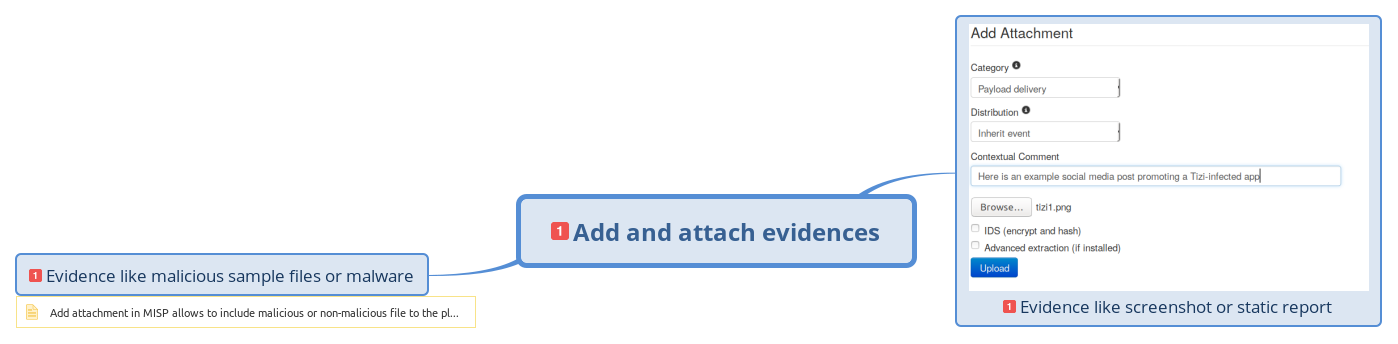 Add Attachment
Category
Payload delivery
Distribution
Inherit event
Contextual Comment
Here is an example social media post promoting a Tizi-infected app
Browse... tizi1.png
IDS (encrypt and hash)
Advanced extraction (if installed)
Upload
1 Evidence like screenshot or static report
1 Add and attach evidences
1 Evidence like malicious sample files or malware
Add attachment in MISP allows to include malicious or non-malicious file to the pl...